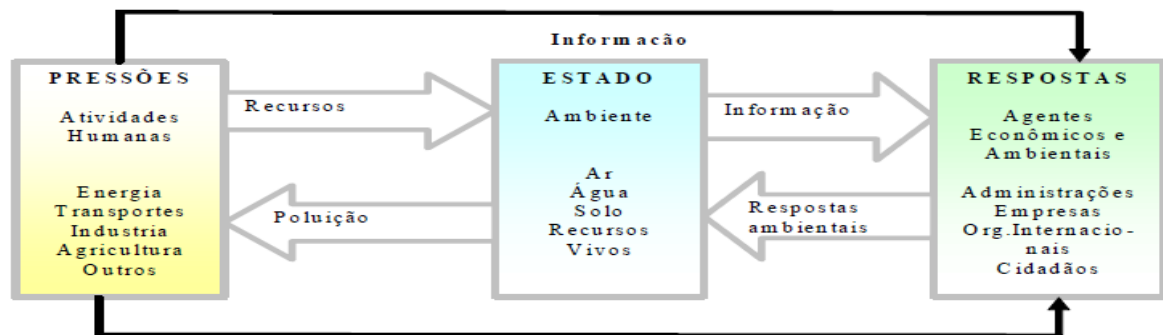 Informacão
PRESSÕES
Atividades
Humanas
Energia
Transportes
Industria
Agricultura
Outros
Recursos
Poluição
ESTADO
Ambiente
Ar
Água
Solo
Recursos
Vivos
Informação
Respostas
ambientais
RESPOSTAS
Agentes
Econômicos e
Ambientais
Administrações
Empresas
Org.Internacio-
nais
Cidadãos